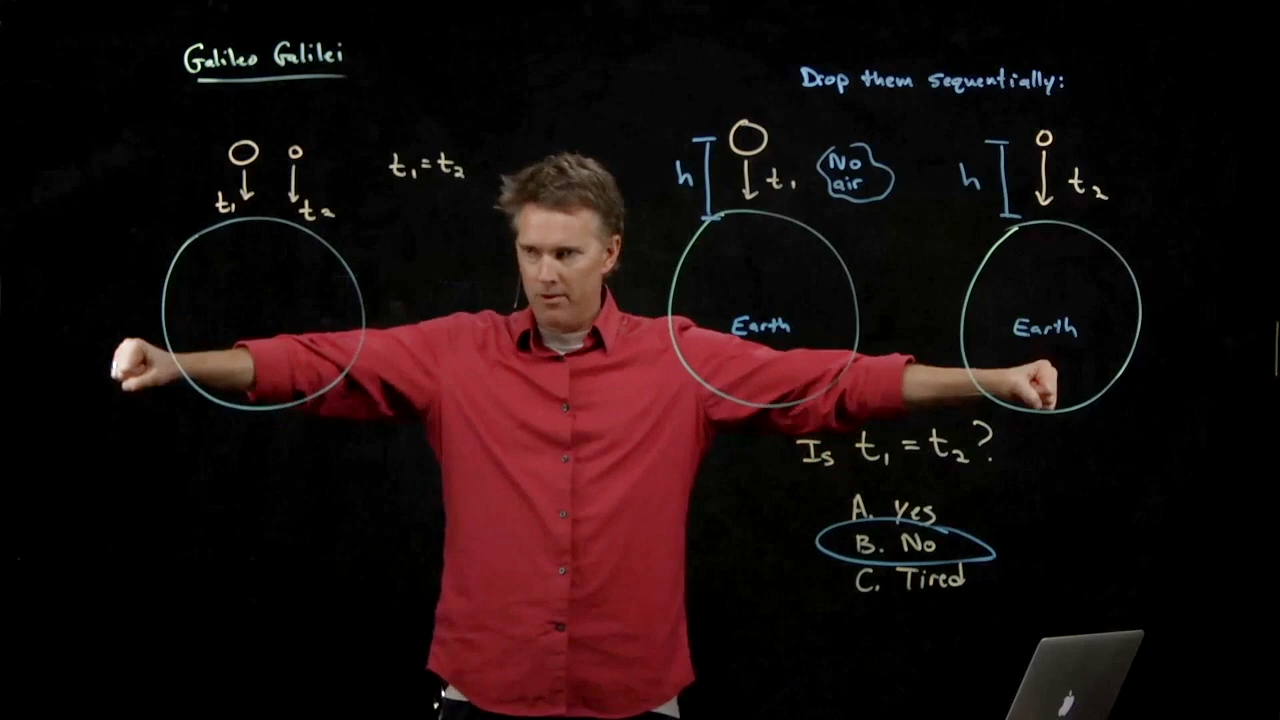 Galileo Galilei
t₁ t₂
t₁ = t₂
Drop them sequentially:
h t₁
No
air
h t₂
Earth
Earth
Is t₁ = t₂?
A. Yes
B. No
C. Tired